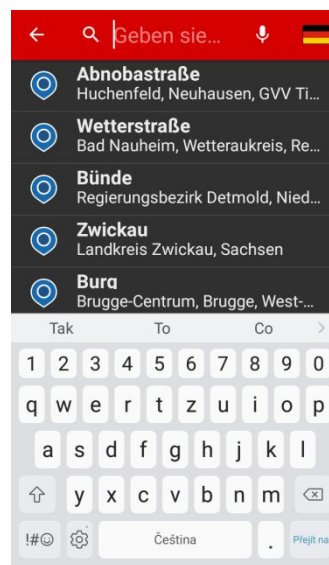 Geben sie...
Abnobastraße
Huchenfeld, Neuhausen, GVV Ti...
Wetterstraße
Bad Nauheim, Wetteraukreis, Re...
Bünde
Regierungsbezirk Detmold, Nied...
Zwickau
Landkreis Zwickau, Sachsen
Burg
Brugge-Centrum, Brugge, West-...
Tak To Co
1 2 3 4 5 6 7 8 9 0
q w e r t z u i o p
a s d f g h j k l
y x c v b n m
!#☺ Čeština . Přejít na